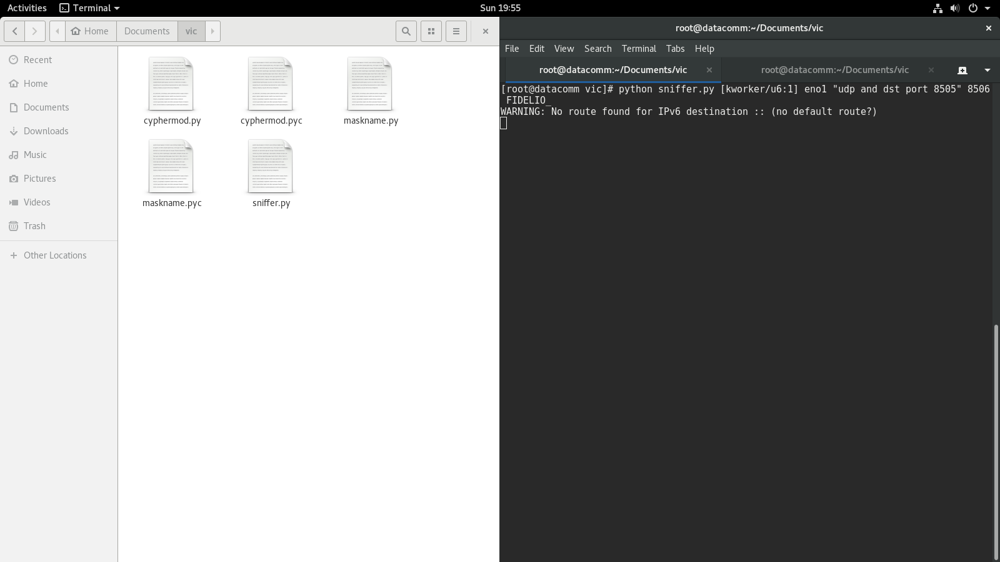 Activities Terminal Sun 19:55
Home Documents vic
Recent
Home
Documents
Downloads
Music
Pictures
Videos
Trash
Other Locations
cyphermod.py cyphermod.pyc maskname.py
maskname.pyc sniffer.py
root@datacomm:~/Documents/vic
File Edit View Search Terminal Tabs Help
root@datacomm:~/Documents/vic root@datacomm:~/Documents/vic
[root@datacomm vic]# python sniffer.py [kworker/u6:1] eno1 "udp and dst port 8505" 8506
FIDELIO_
WARNING: No route found for IPv6 destination :: (no default route?)